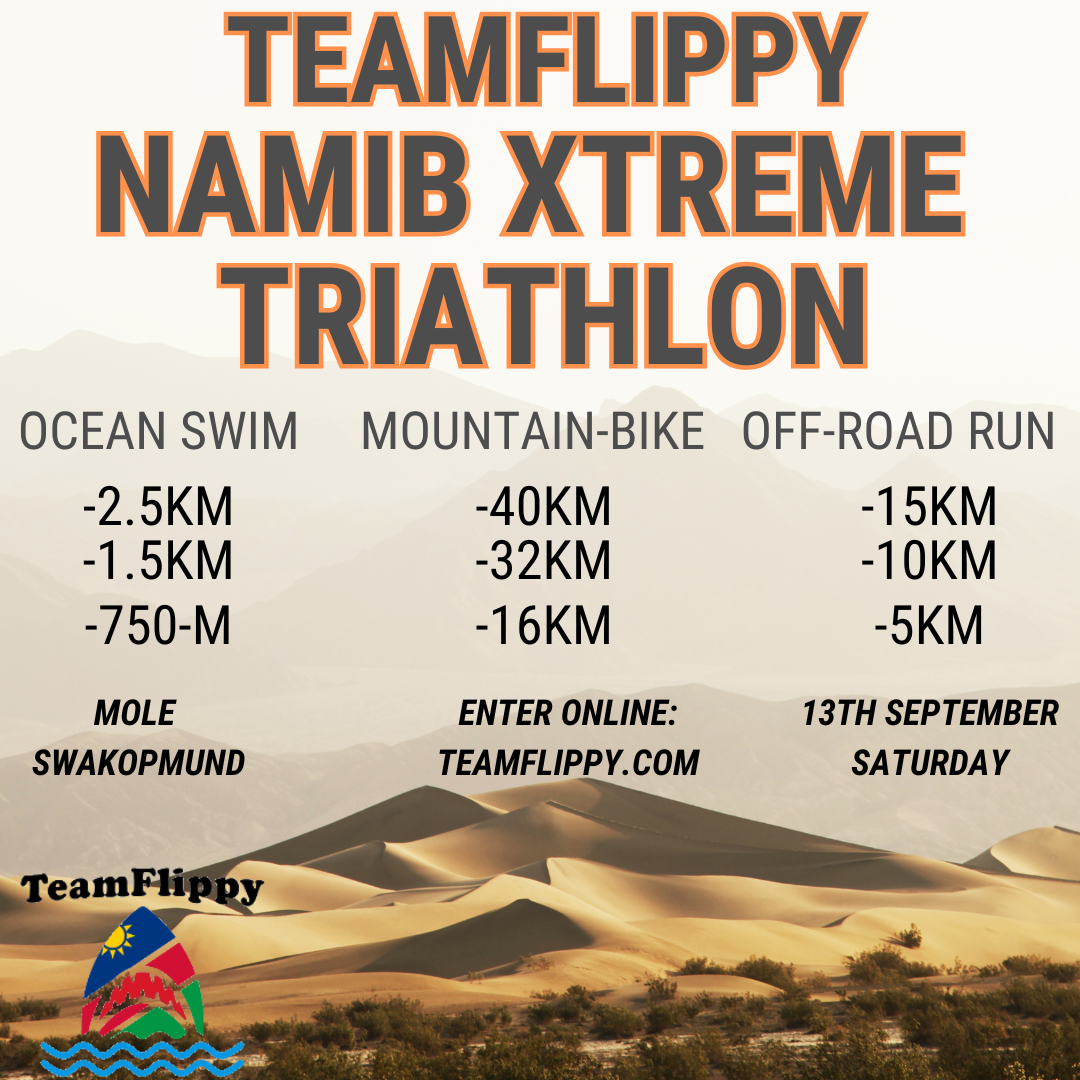 TEAMFLIPPY
NAMIB XTREME
TRIATHLON
OCEAN SWIM
-2.5KM
-1.5KM
-750-M
MOUNTAIN-BIKE
-40KM
-32KM
-16KM
OFF-ROAD RUN
-15KM
-10KM
-5KM
MOLE
SWAKOPMUND
ENTER ONLINE:
TEAMFLIPPY.COM
13TH SEPTEMBER
SATURDAY
TeamFlippy